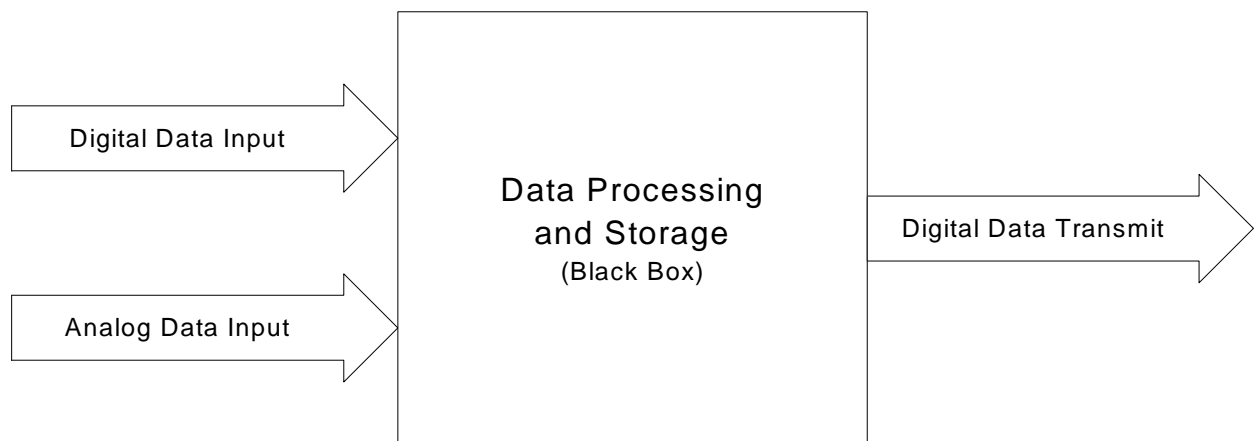 Digital Data Input
Analog Data Input
Data Processing
and Storage
(Black Box)
Digital Data Transmit